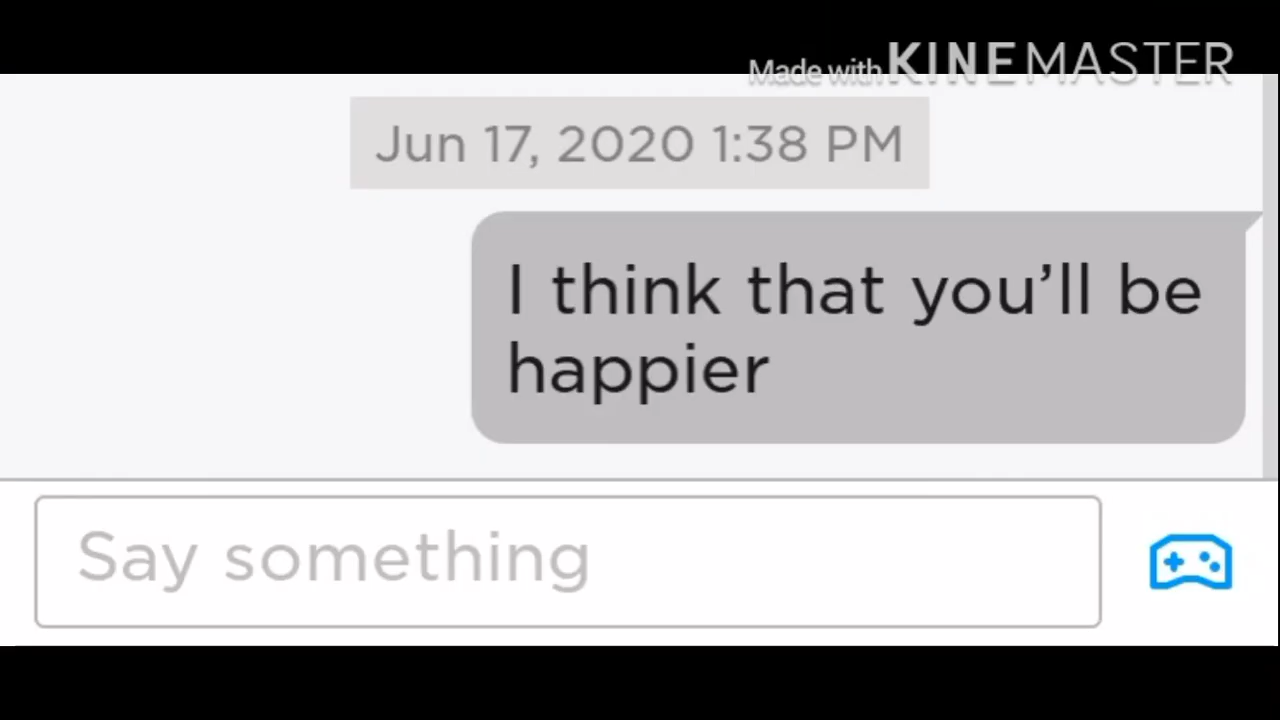 Made with KINEMASTER
Jun 17, 2020 1:38 PM
I think that you’ll be
happier
Say something